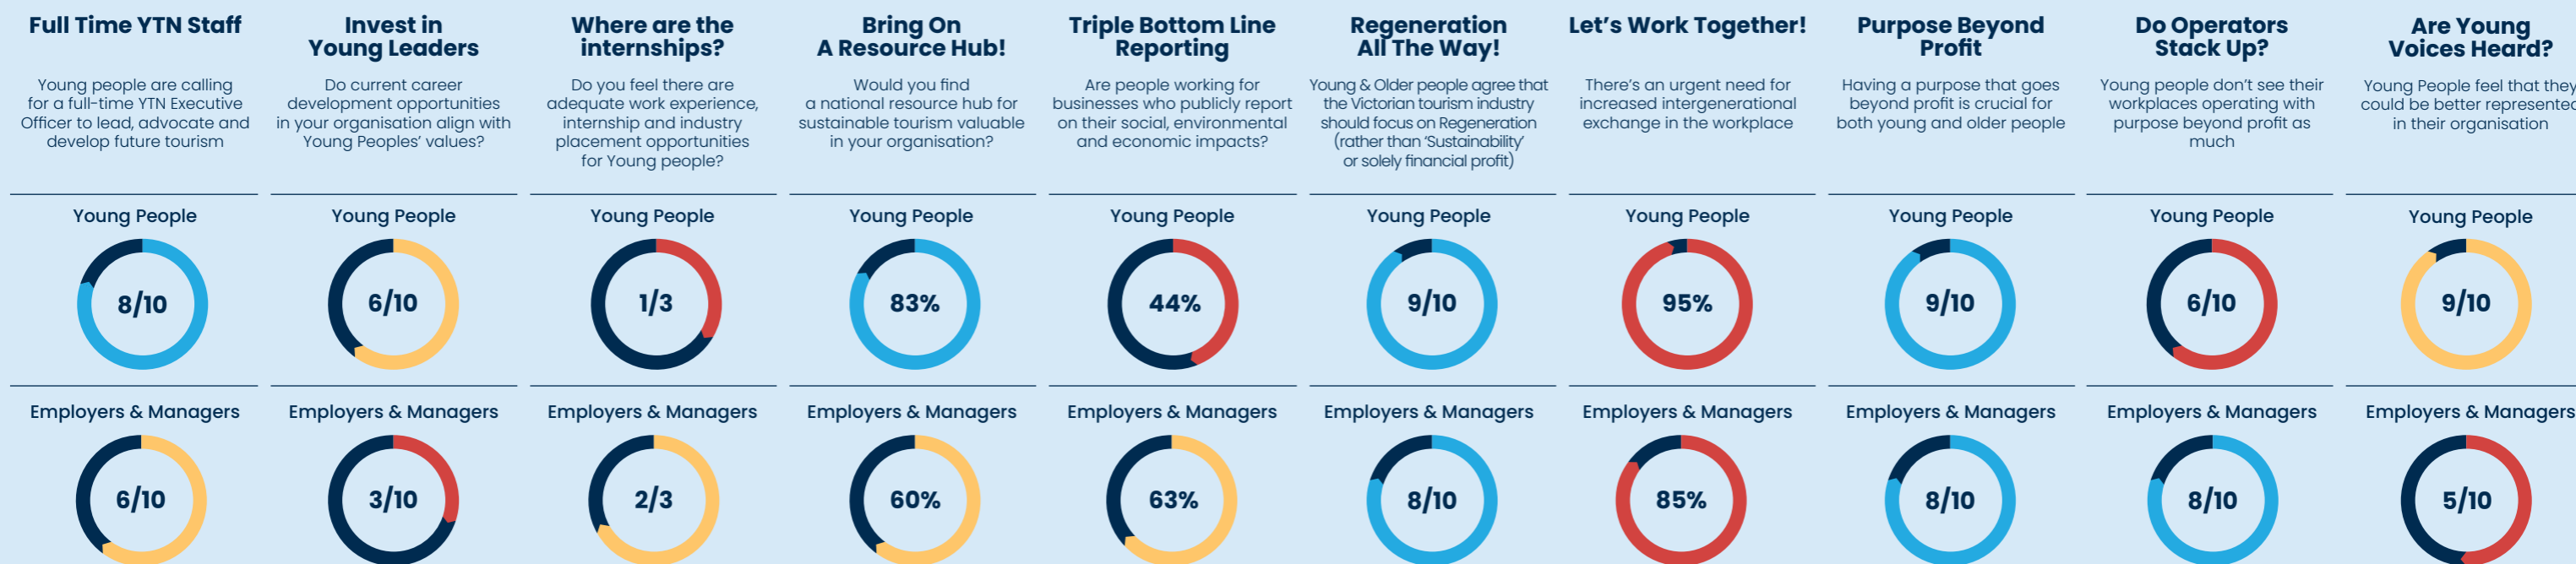 Full Time YTN Staff
Young people are calling
for a full-time YTN Executive
Officer to lead, advocate and
develop future tourism
Young People
8/10
Employers & Managers
6/10
Invest in
Young Leaders
Do current career
development opportunities
in your organisation align with
Young Peoples' values?
Young People
6/10
Employers & Managers
3/10
Where are the
internships?
Do you feel there are
adequate work experience,
internship and industry
placement opportunities
for Young people?
Young People
1/3
Employers & Managers
2/3
Bring On
A Resource Hub!
Would you find
a national resource hub for
sustainable tourism valuable
in your organisation?
Young People
83%
Employers & Managers
60%
Triple Bottom Line
Reporting
Are people working for
businesses who publicly report
on their social, environmental
and economic impacts?
Young People
44%
Employers & Managers
63%
Regeneration
All The Way!
Young & Older people agree that
the Victorian tourism industry
should focus on Regeneration
(rather than 'Sustainability'
or solely financial profit)
Young People
9/10
Employers & Managers
8/10
Let's Work Together!
There's an urgent need for
increased intergenerational
exchange in the workplace
Young People
95%
Employers & Managers
85%
Purpose Beyond
Profit
Having a purpose that goes
beyond profit is crucial for
both young and older people
Young People
9/10
Employers & Managers
8/10
Do Operators
Stack Up?
Young people don't see their
workplaces operating with
purpose beyond profit as
much
Young People
6/10
Employers & Managers
8/10
Are Young
Voices Heard?
Young People feel that they
could be better represented
in their organisation
Young People
9/10
Employers & Managers
5/10